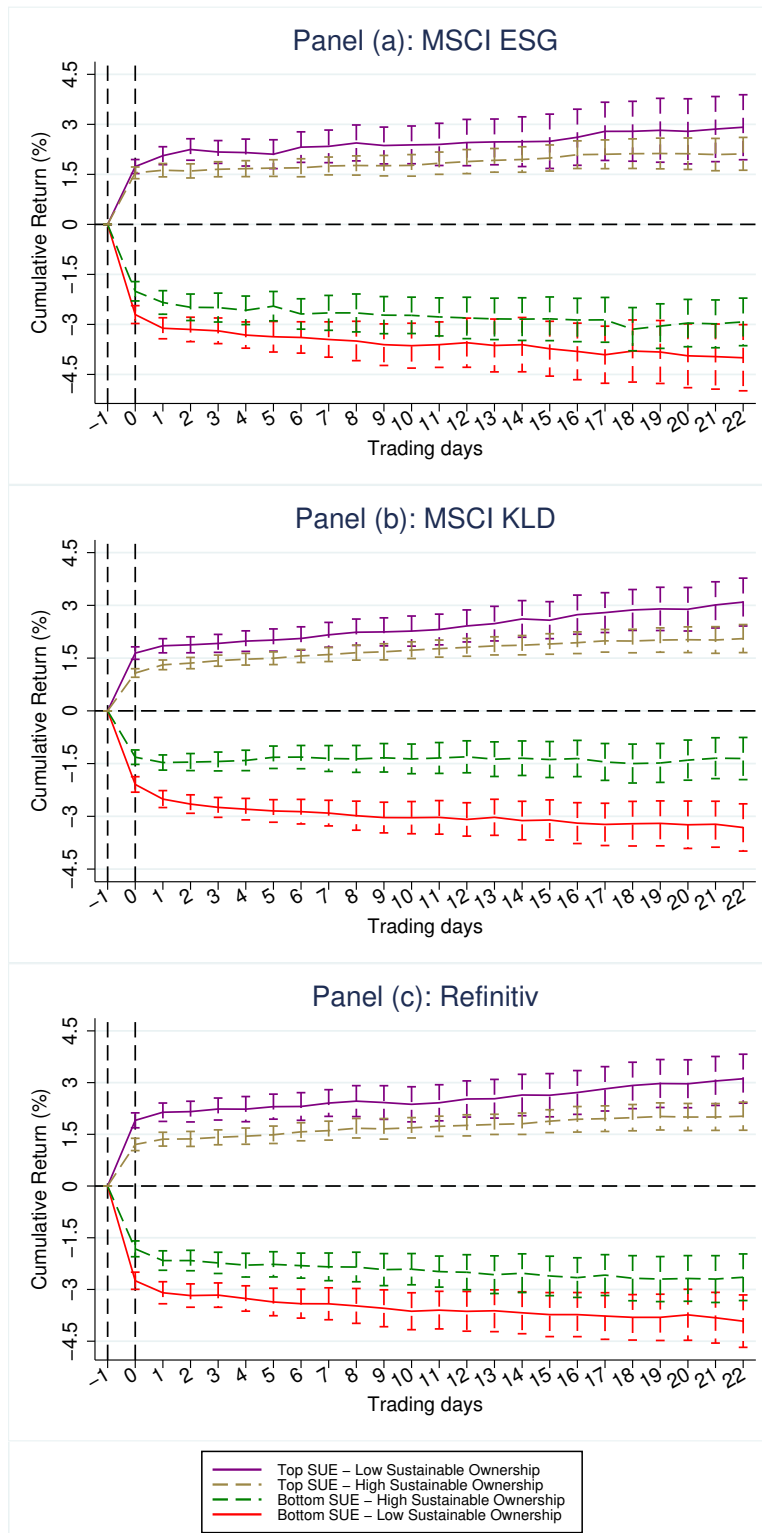 Panel (a): MSCI ESG
Cumulative Return (%)
4.5
3
1.5
0
−1.5
−3
−4.5
−1 0 1 2 3 4 5 6 7 8 9 10 11 12 13 14 15 16 17 18 19 20 21 22
Trading days
Panel (b): MSCI KLD
Cumulative Return (%)
4.5
3
1.5
0
−1.5
−3
−4.5
−1 0 1 2 3 4 5 6 7 8 9 10 11 12 13 14 15 16 17 18 19 20 21 22
Trading days
Panel (c): Refinitiv
Cumulative Return (%)
4.5
3
1.5
0
−1.5
−3
−4.5
−1 0 1 2 3 4 5 6 7 8 9 10 11 12 13 14 15 16 17 18 19 20 21 22
Trading days
Top SUE − Low Sustainable Ownership
Top SUE − High Sustainable Ownership
Bottom SUE − High Sustainable Ownership
Bottom SUE − Low Sustainable Ownership